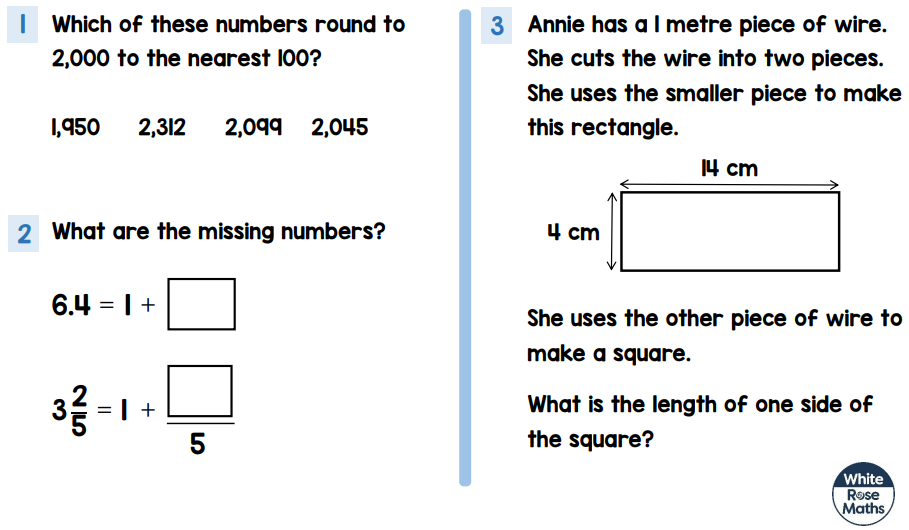 1 Which of these numbers round to
2,000 to the nearest 100?
1,950 2,312 2,099 2,045
2 What are the missing numbers?
6.4 = 1 +
3 2/5 = 1 + /5
3 Annie has a 1 metre piece of wire.
She cuts the wire into two pieces.
She uses the smaller piece to make
this rectangle.
14 cm
4 cm
She uses the other piece of wire to
make a square.
What is the length of one side of
the square?
White
Rose
Maths